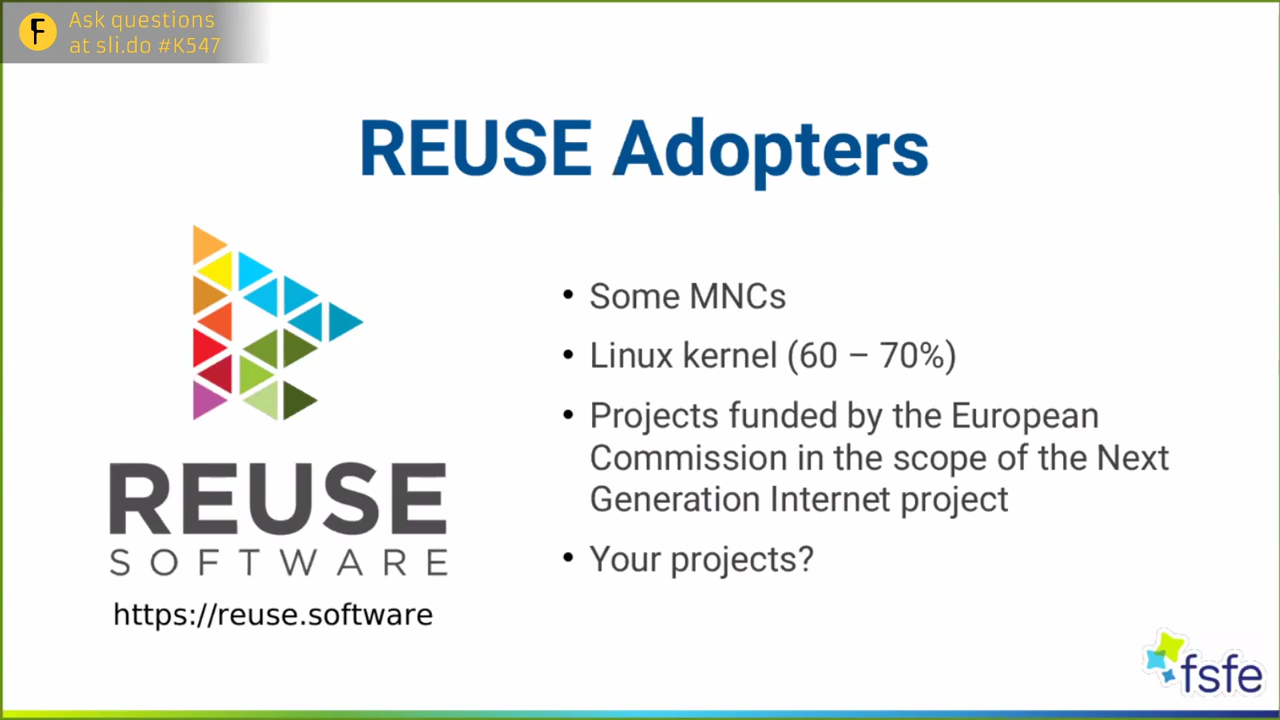 F
Ask questions
at sli.do #K547
REUSE Adopters
REUSE
SOFTWARE
https://reuse.software
• Some MNCs
• Linux kernel (60 – 70%)
• Projects funded by the European
Commission in the scope of the Next
Generation Internet project
• Your projects?
fsfe